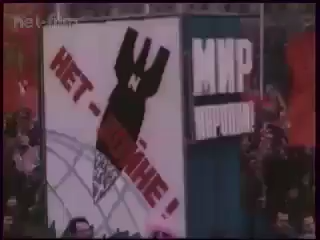 net-film
НЕТ-
ВОЙНЕ!
N
МИР
НАРОДАМ!